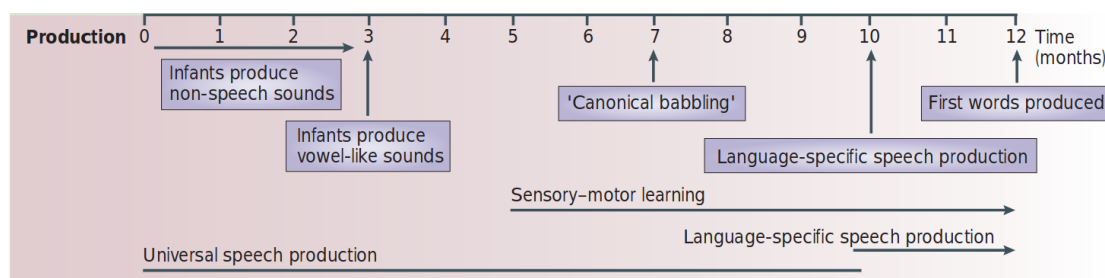 Production 0 1 2 3 4 5 6 7 8 9 10 11 12 Time
(months)
Infants produce
non-speech sounds
'Canonical babbling'
First words produced
Infants produce
vowel-like sounds
Language-specific speech production
Sensory–motor learning
Language-specific speech production
Universal speech production